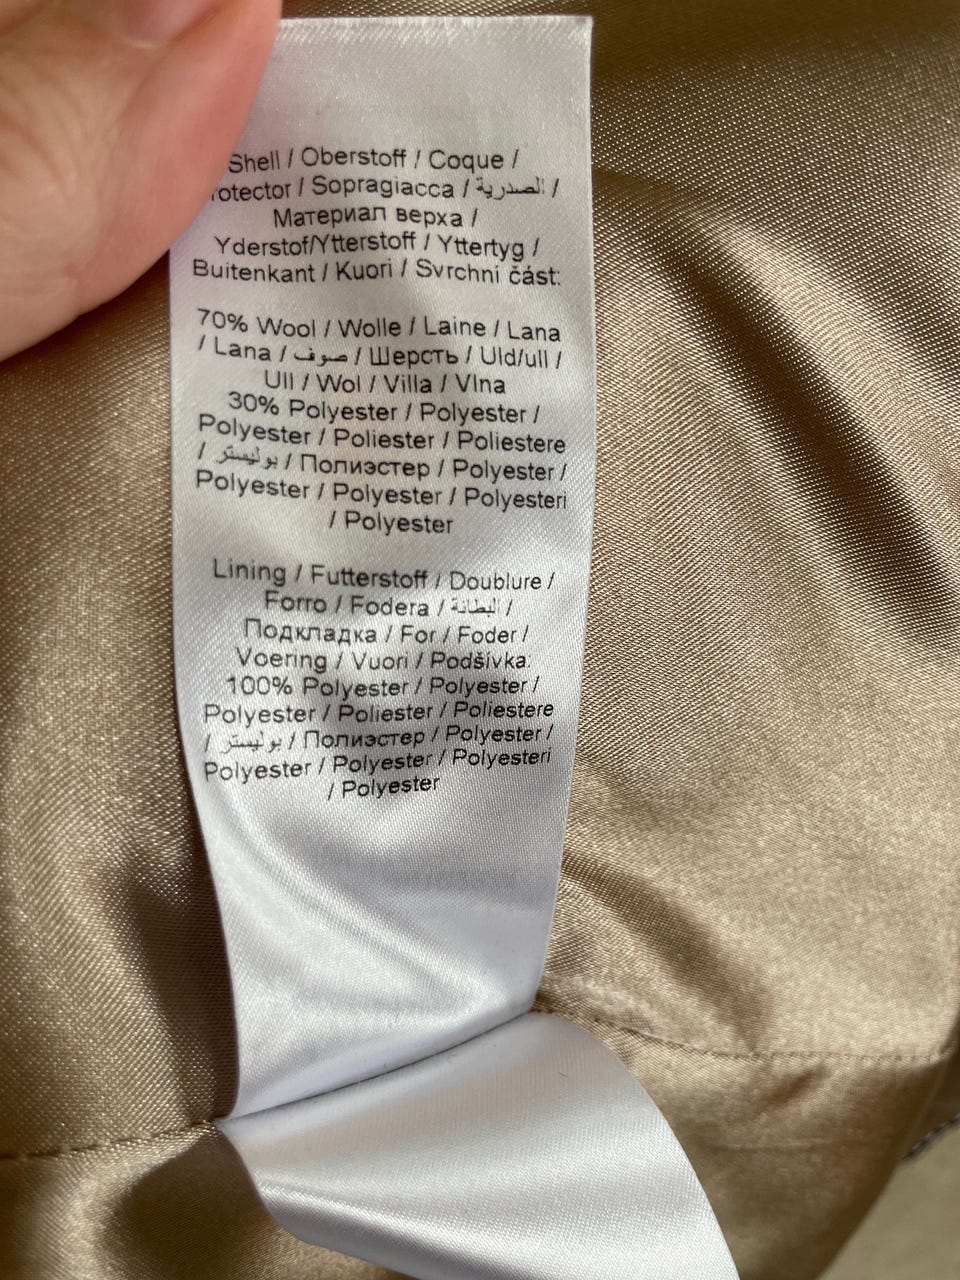 Shell / Oberstoff / Coque /
rotector / Sopragiacca / الصدرية /
Материал верха /
Yderstof/Ytterstoff / Yttertyg /
Buitenkant / Kuori / Svrchní část:
70% Wool / Wolle / Laine / Lana
/ Lana / صوف / Шерсть / Uld/ull /
Ull / Wol / Villa / Vlna
30% Polyester / Polyester /
Polyester / Poliester / Poliestere
/ بوليستر / Полиэстер / Polyester /
Polyester / Polyester / Polyesteri
/ Polyester
Lining / Futterstoff / Doublure /
Forro / Fodera / البطانة /
Подкладка / For / Foder /
Voering / Vuori / Podšívka:
100% Polyester / Polyester /
Polyester / Poliester / Poliestere
/ بوليستر / Полиэстер / Polyester /
Polyester / Polyester / Polyesteri
/ Polyester